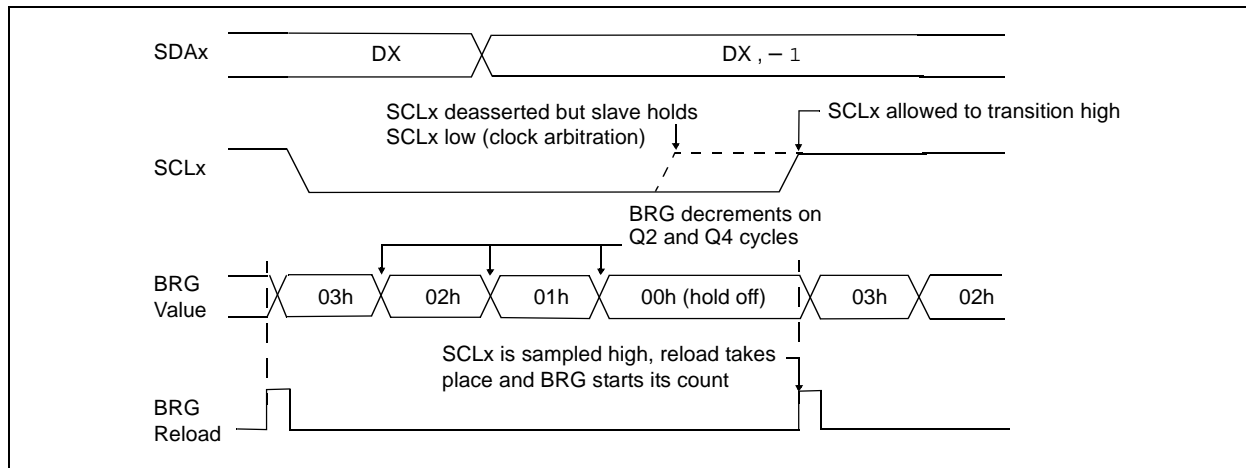 SDAx
DX
DX , – 1
SCLx deasserted but slave holds
SCLx low (clock arbitration)
SCLx allowed to transition high
SCLx
BRG decrements on
Q2 and Q4 cycles
BRG
Value
03h
02h
01h
00h (hold off)
03h
02h
SCLx is sampled high, reload takes
place and BRG starts its count
BRG
Reload